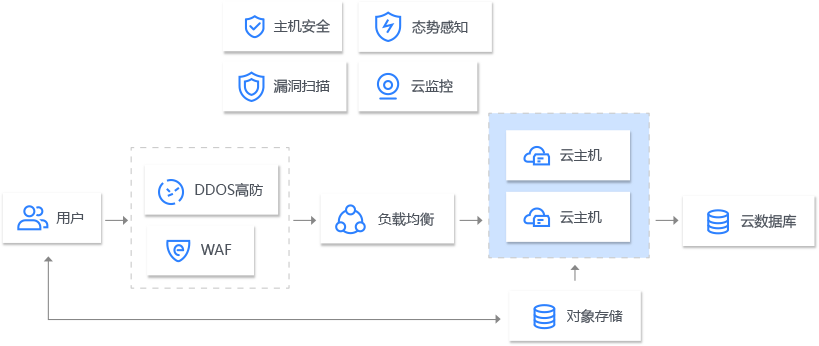 主机安全
态势感知
漏洞扫描
云监控
云主机
DDOS高防
用户
负载均衡
云主机
云数据库
WAF
对象存储